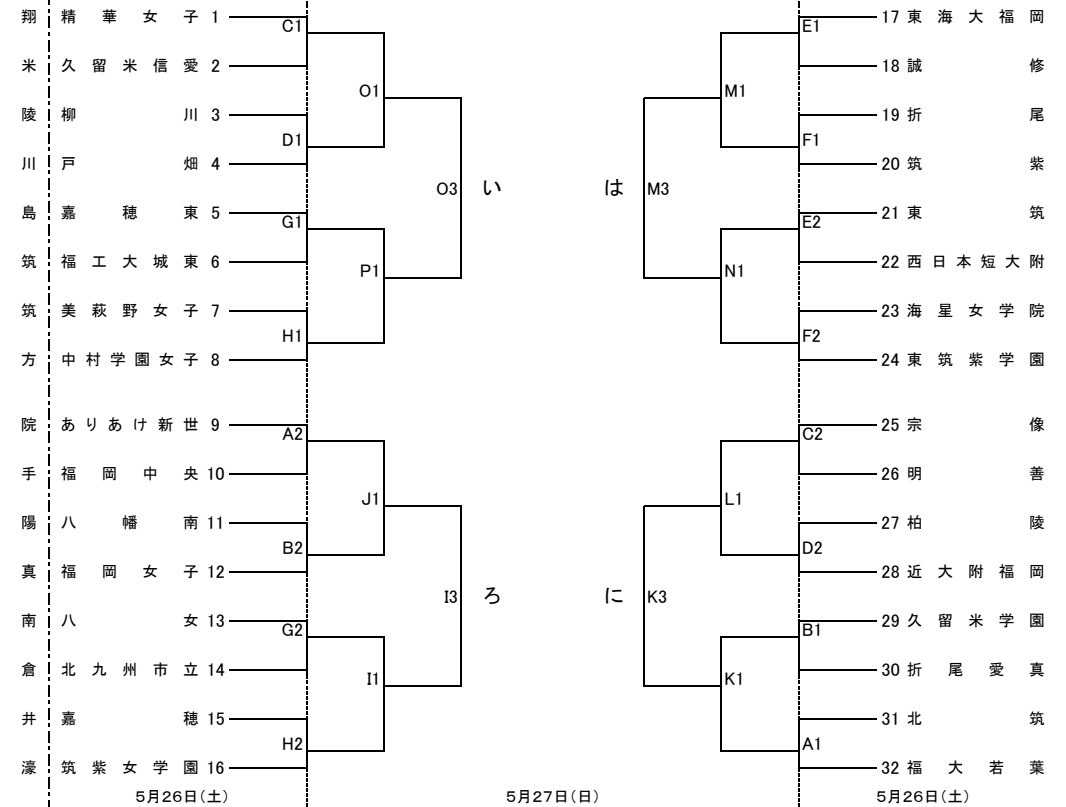 翔 精華女子 1 C1 E1 17 東海大福岡
米 久留米信愛 2 18 誠修
O1 M1
陵 柳川 3 19 折尾
D1 F1
川 戸畑 4 20 筑紫
O3 い は M3
島 嘉穂東 5 21 東筑
G1 E2
筑 福工大城東 6 22 西日本短大附
P1 N1
筑 美萩野女子 7 23 海星女学院
H1 F2
方 中村学園女子 8 24 東筑紫学園
院 ありあけ新世 9 25 宗像
A2 C2
手 福岡中央 10 26 明善
J1 L1
陽 八幡南 11 27 柏陵
B2 D2
真 福岡女子 12 28 近大附福岡
I3 ろ に K3
南 八女 13 29 久留米学園
G2 B1
倉 北九州市立 14 30 折尾愛真
I1 K1
井 嘉穂 15 31 北筑
H2 A1
濠 筑紫女学園 16 32 福大若葉
5月26日(土) 5月27日(日) 5月26日(土)